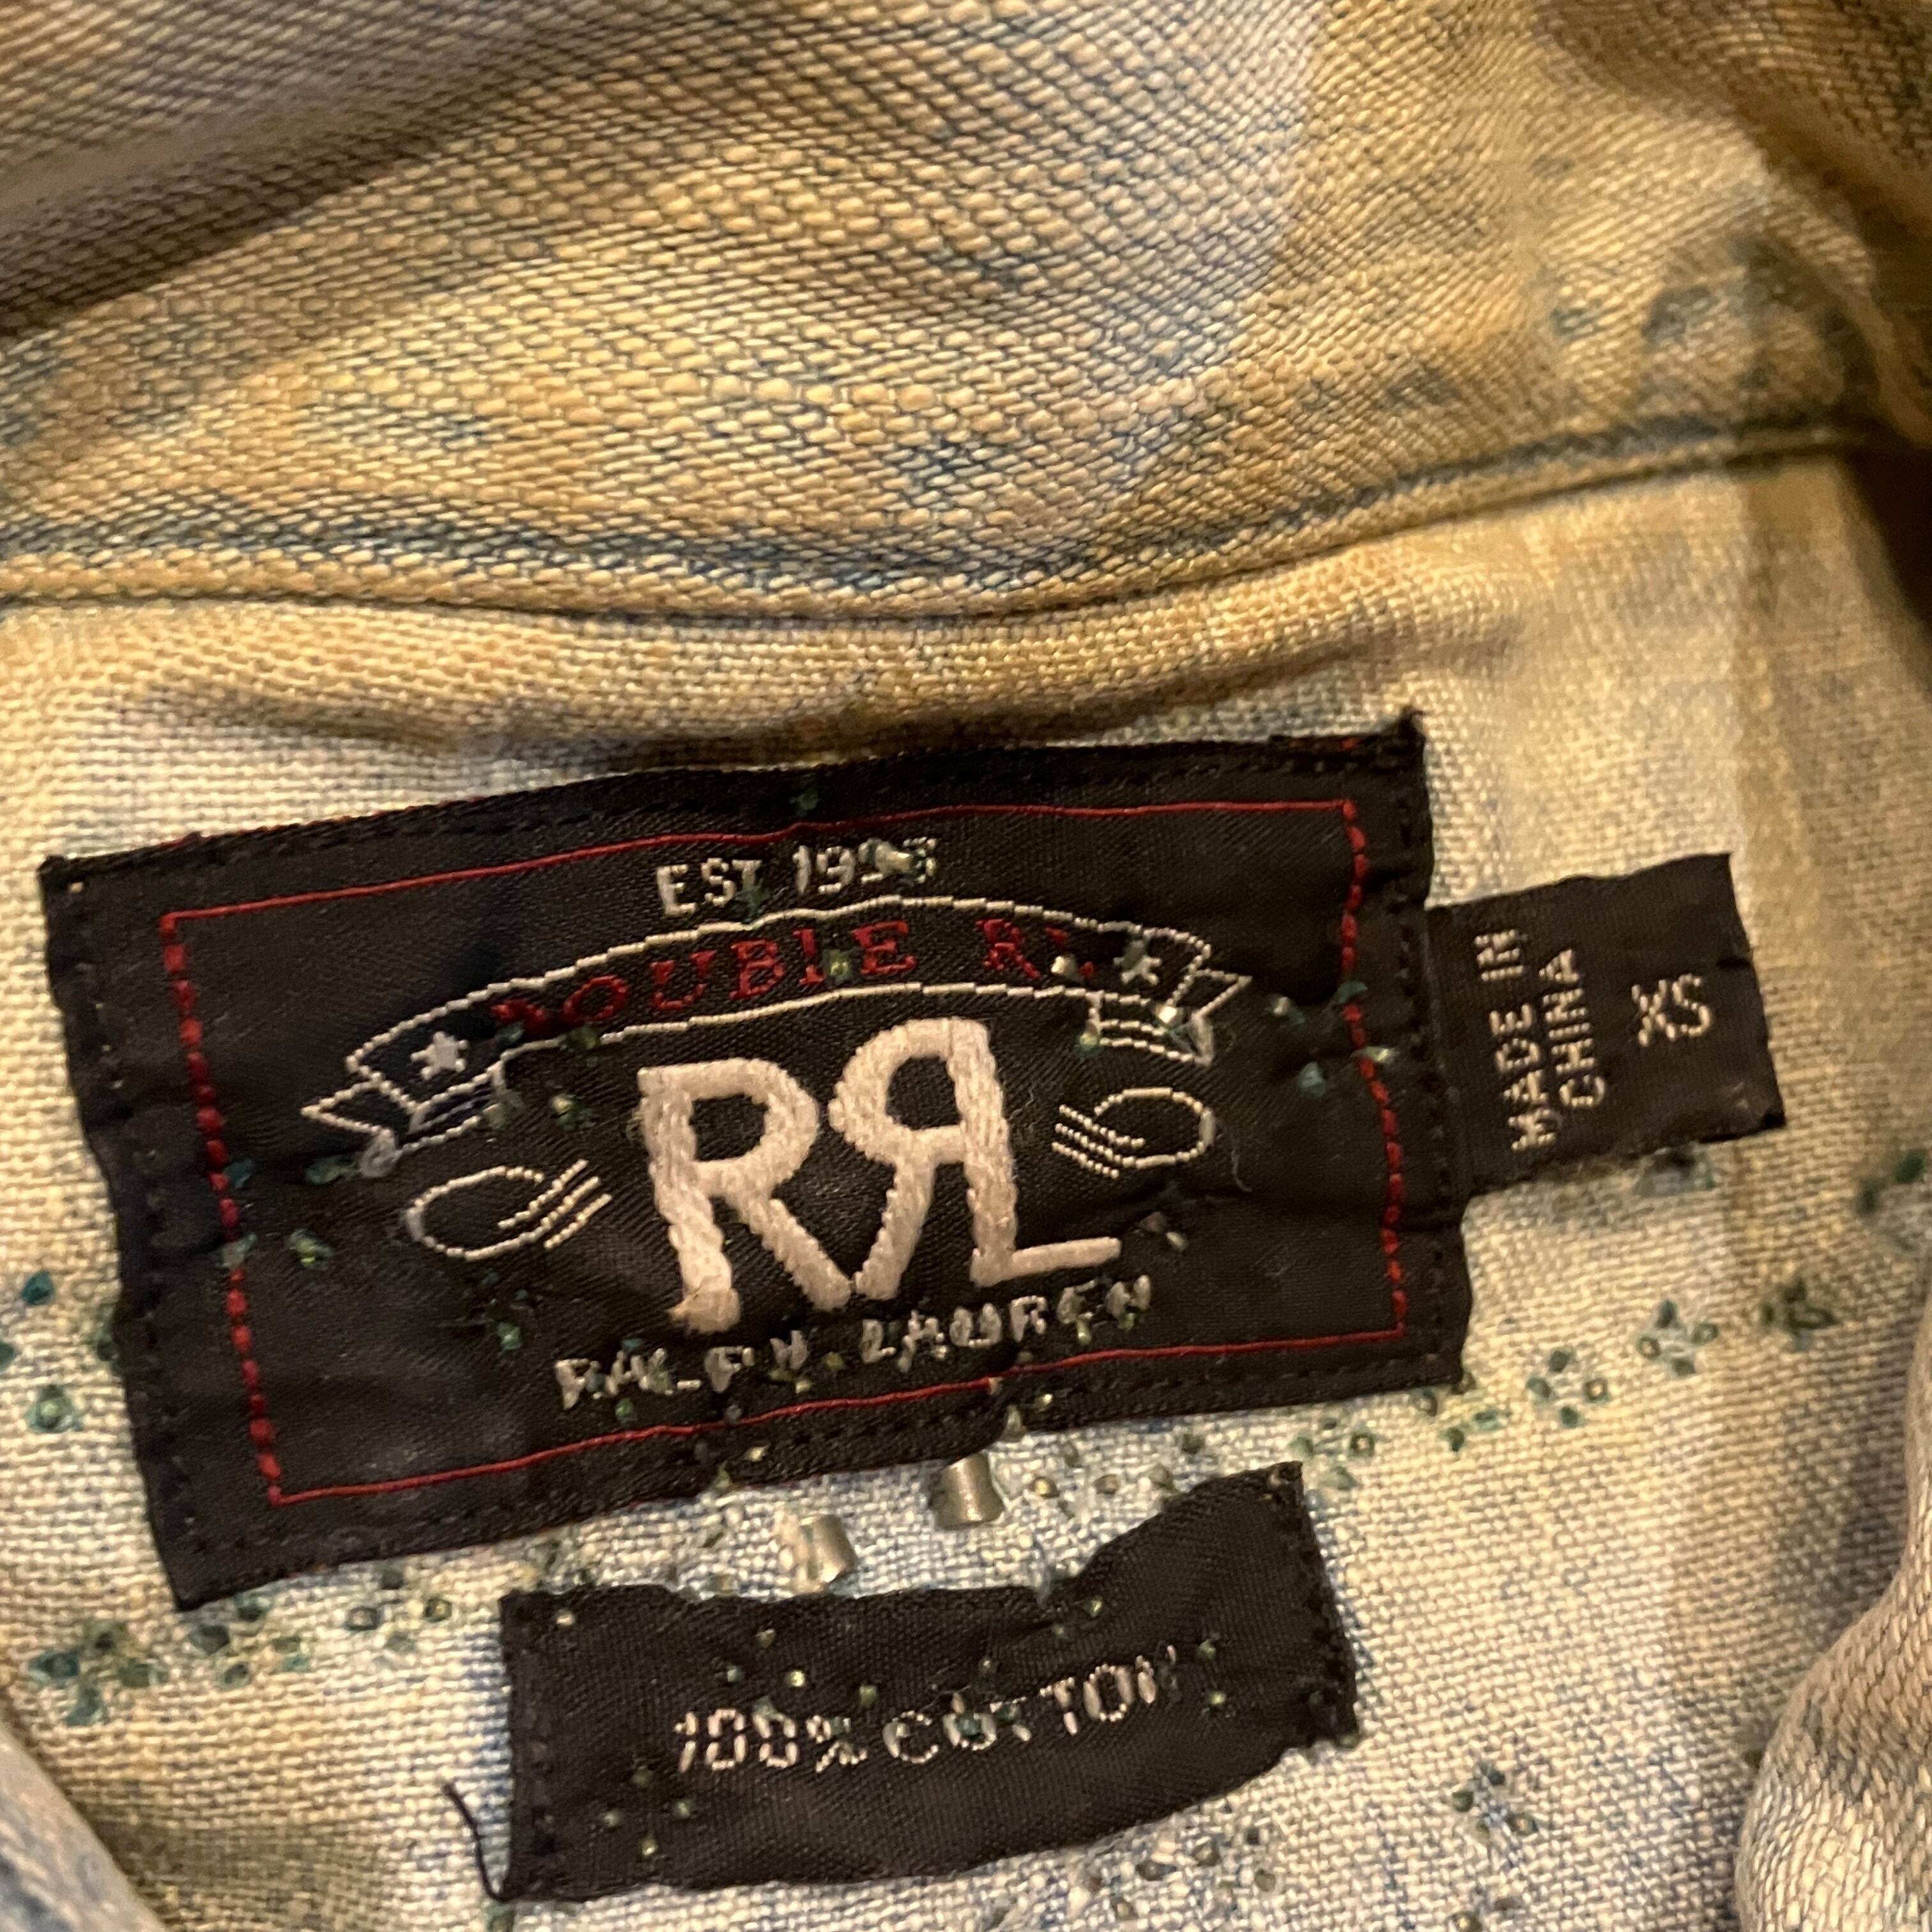 EST 1993
DOUBLE RL
RRL
RALPH LAUREN
MADE IN
CHINA
XS
100% COTTON